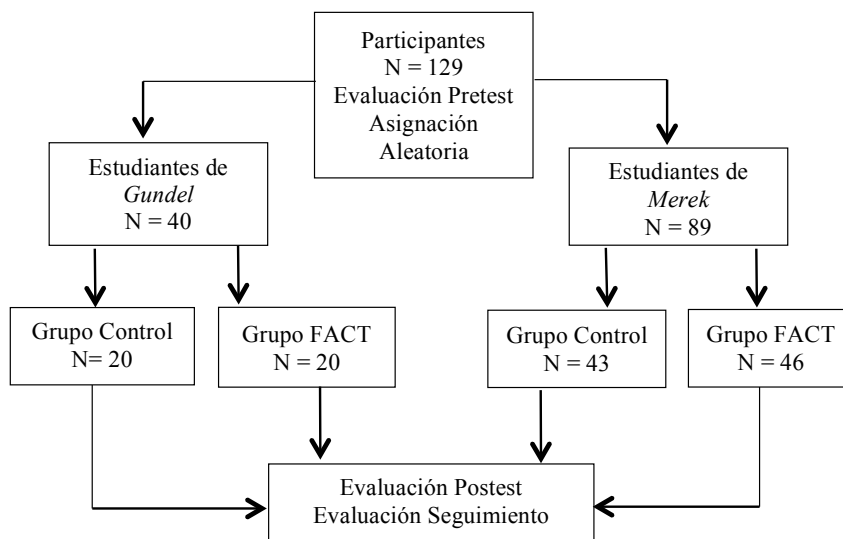 Participantes
N = 129
Evaluación Pretest
Asignación
Aleatoria
Estudiantes de
Gundel
N = 40
Estudiantes de
Merek
N = 89
Grupo Control
N= 20
Grupo FACT
N = 20
Grupo Control
N = 43
Grupo FACT
N = 46
Evaluación Postest
Evaluación Seguimiento